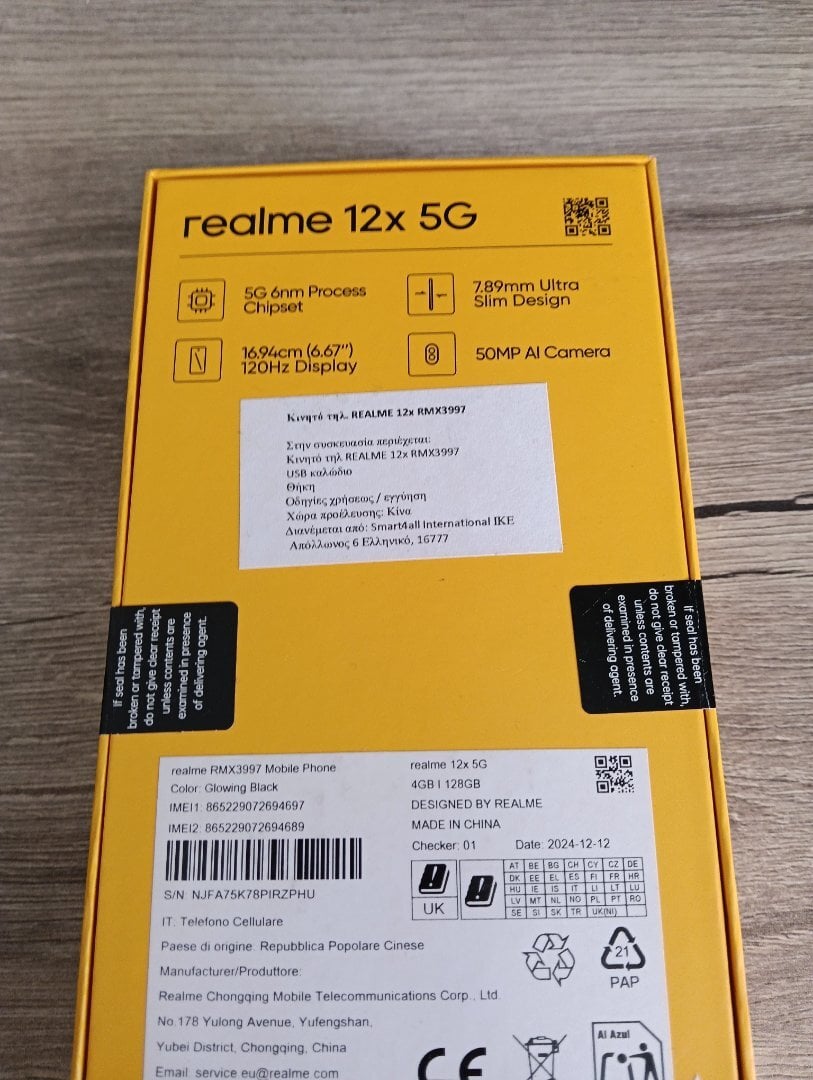 realme 12x 5G
5G 6nm Process
Chipset
7.89mm Ultra
Slim Design
16.94cm (6.67")
120Hz Display
50MP AI Camera
Κινητό τηλ. REALME 12x RMX3997
Στην συσκευασία περιέχεται:
Κινητό τηλ REALME 12x RMX3997
USB καλώδιο
Θήκη
Οδηγίες χρήσεως / εγγύηση
Χώρα προέλευσης: Κίνα
Διανέμεται από: Smart4all International ΙΚΕ
Απόλλωνος 6 Ελληνικό, 16777
If seal has been
broken or tampered with,
do not give clear receipt
unless contents are
examined in presence
of delivering agent.
If seal has been
broken or tampered with,
do not give clear receipt
unless contents are
examined in presence
of delivering agent.
realme RMX3997 Mobile Phone
Color: Glowing Black
IMEI1: 865229072694697
IMEI2: 865229072694689
S/N: NJFA75K78PIRZPHU
realme 12x 5G
4GB | 128GB
DESIGNED BY REALME
MADE IN CHINA
Checker: 01 Date: 2024-12-12
UK
AT BE BG CH CY CZ DE
DK EE EL ES FI FR HR
HU IE IS IT LI LT LU
LV MT NL NO PL PT RO
SE SI SK TR UK(NI)
IT: Telefono Cellulare
Paese di origine: Repubblica Popolare Cinese
Manufacturer/Produttore:
Realme Chongqing Mobile Telecommunications Corp., Ltd.
No.178 Yulong Avenue, Yufengshan,
Yubei District, Chongqing, China
Email: service.eu@realme.com
21
PAP
CE
Al Azul